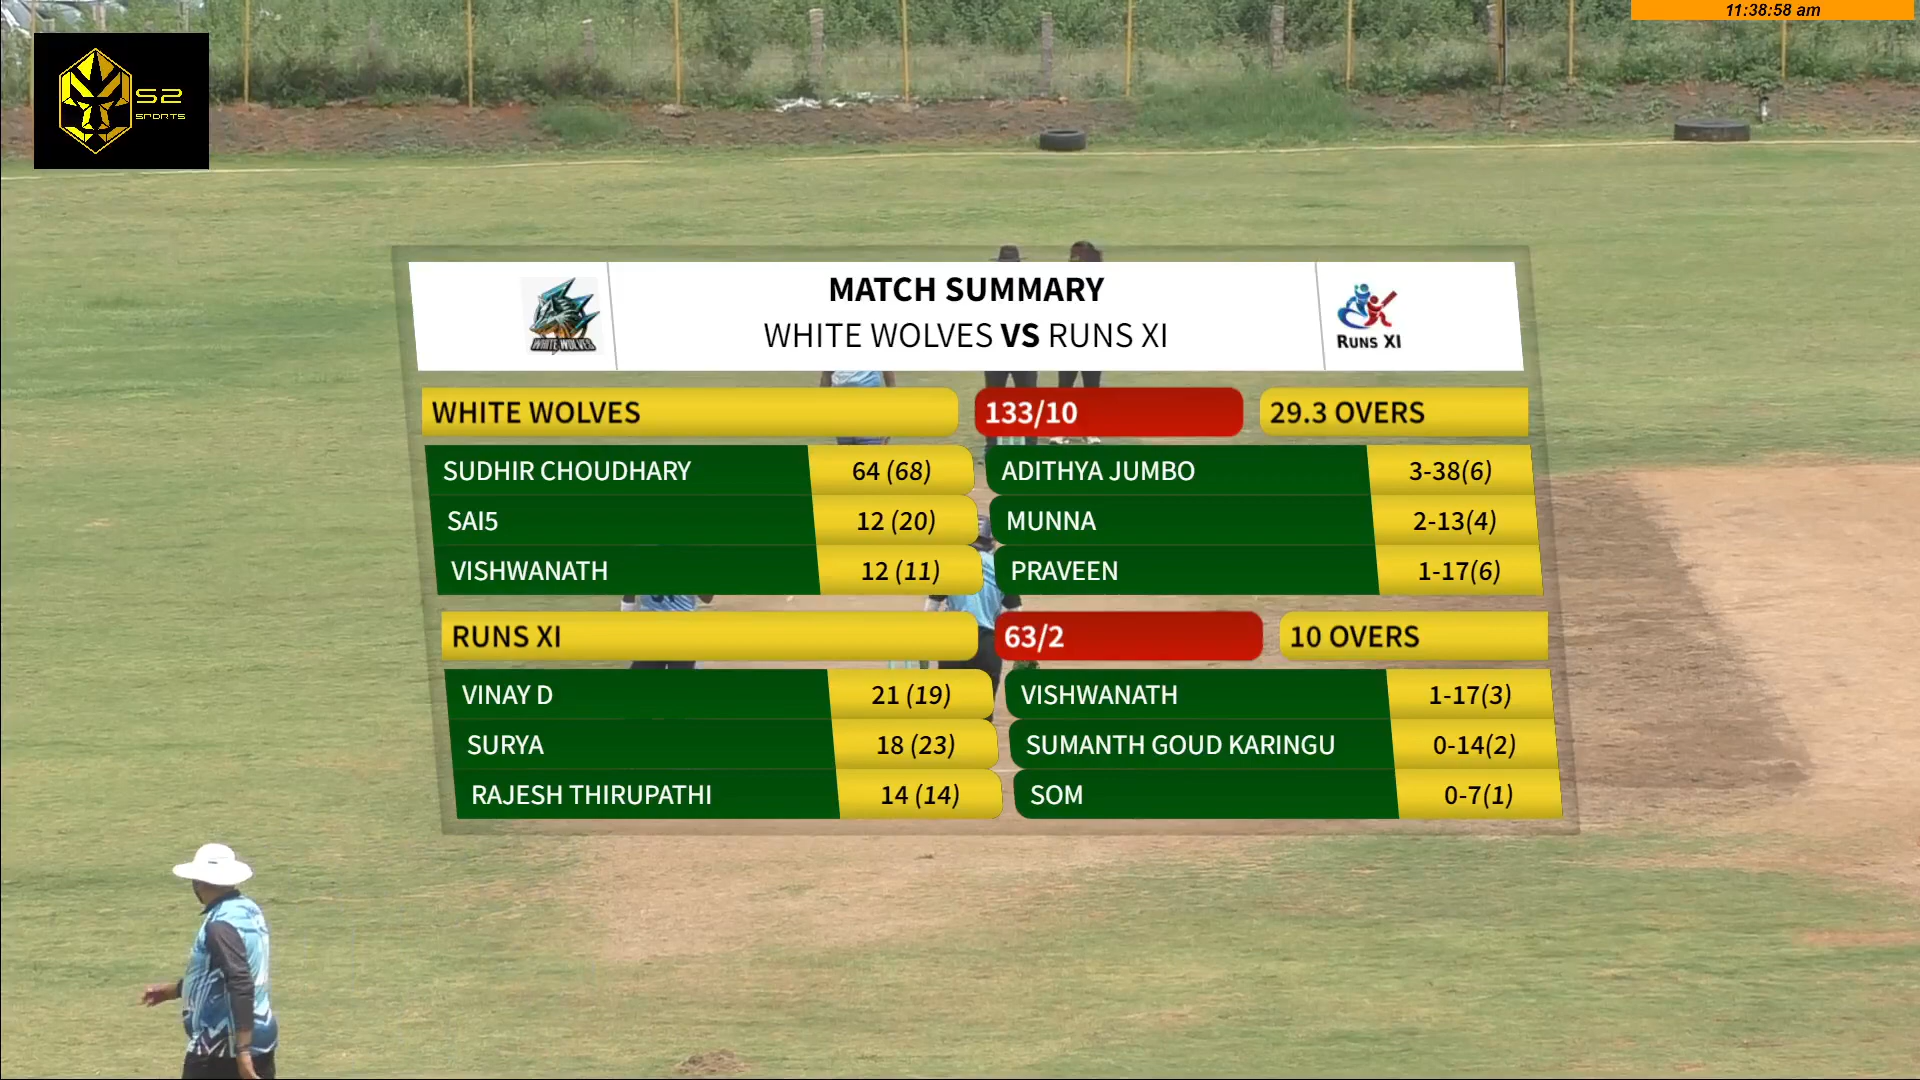 11:38:58 am
S2
SPORTS
MATCH SUMMARY
WHITE WOLVES VS RUNS XI
WHITE WOLVES
RUNS XI
WHITE WOLVES 133/10 29.3 OVERS
SUDHIR CHOUDHARY 64 (68) ADITHYA JUMBO 3-38(6)
SAI5 12 (20) MUNNA 2-13(4)
VISHWANATH 12 (11) PRAVEEN 1-17(6)
RUNS XI 63/2 10 OVERS
VINAY D 21 (19) VISHWANATH 1-17(3)
SURYA 18 (23) SUMANTH GOUD KARINGU 0-14(2)
RAJESH THIRUPATHI 14 (14) SOM 0-7(1)